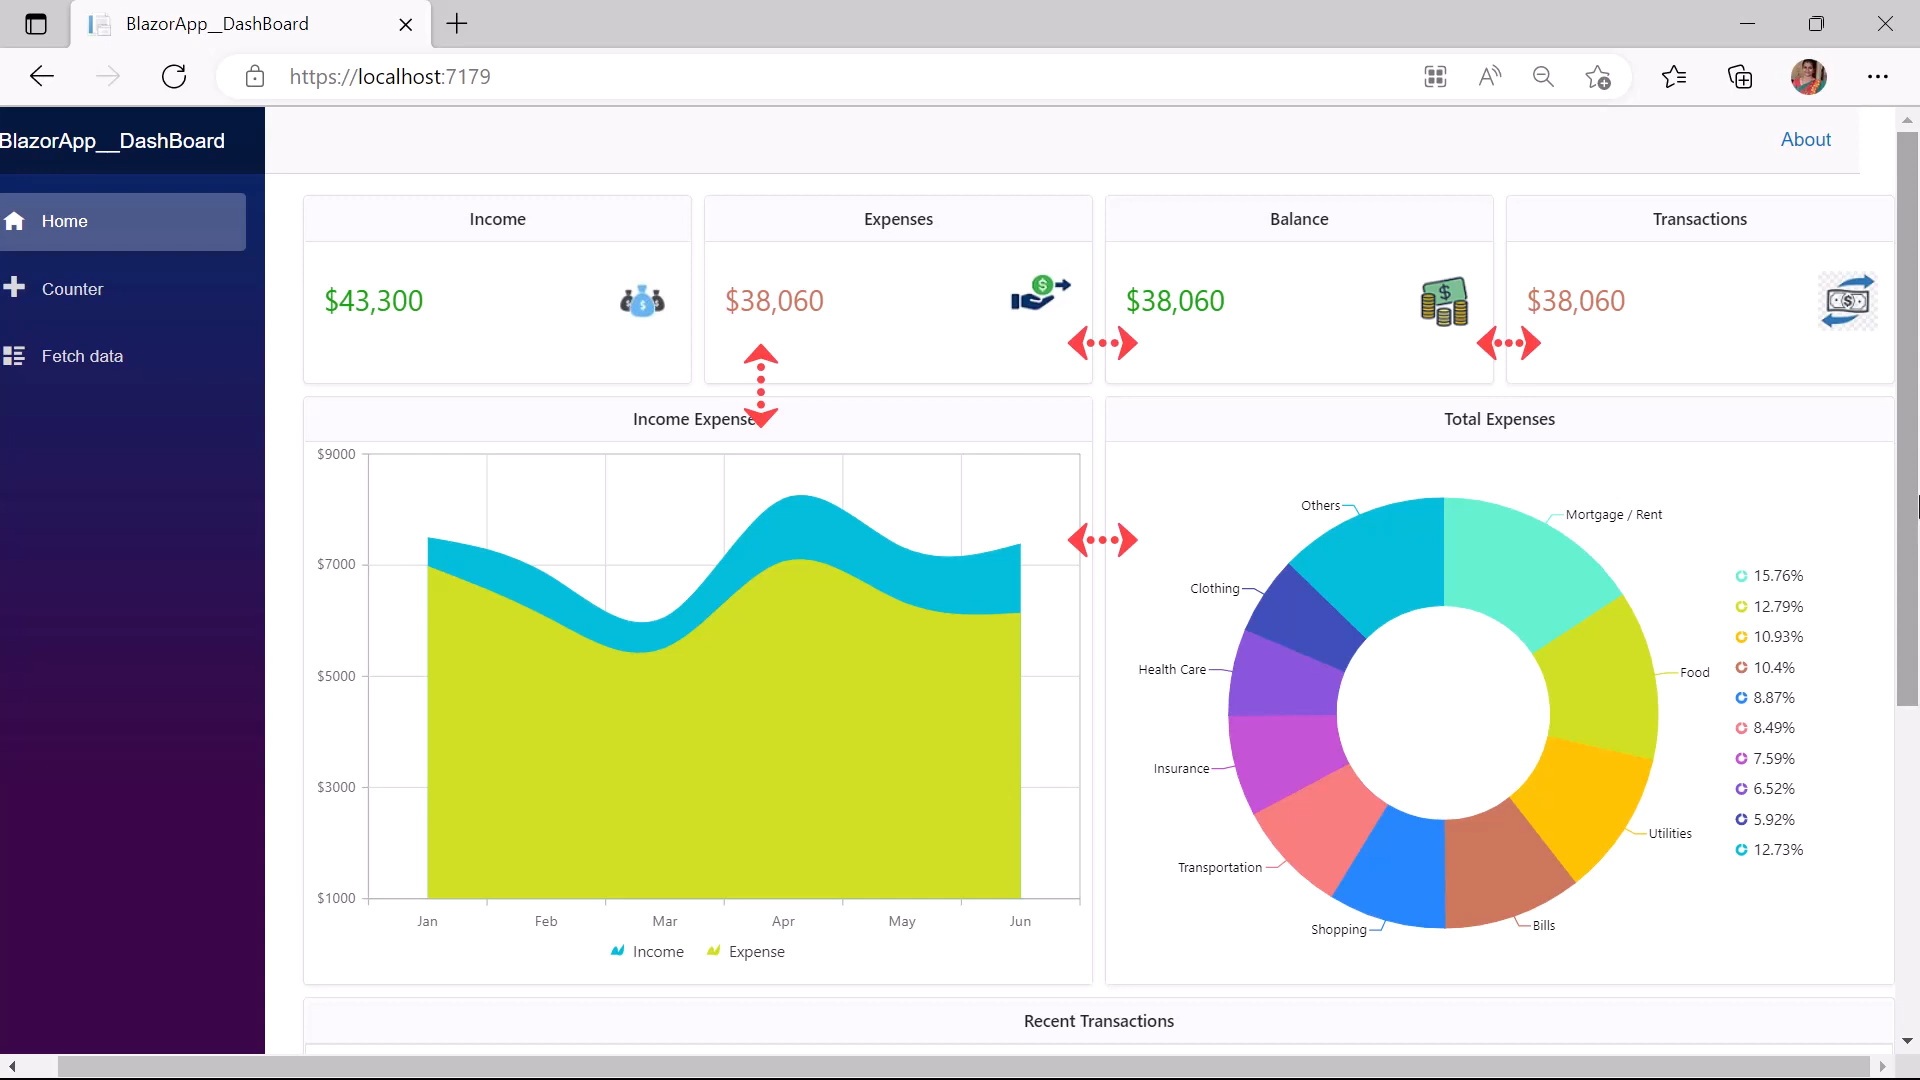 BlazorApp__DashBoard
https://localhost:7179
BlazorApp__DashBoard
About
Home
Counter
Fetch data
Income
$43,300
Expenses
$38,060
Balance
$38,060
Transactions
$38,060
Income Expense
$9000
$7000
$5000
$3000
$1000
Jan Feb Mar Apr May Jun
Income Expense
Total Expenses
Others
Mortgage / Rent
Clothing
Health Care
Food
Insurance
Utilities
Transportation
Shopping
Bills
15.76%
12.79%
10.93%
10.4%
8.87%
8.49%
7.59%
6.52%
5.92%
12.73%
Recent Transactions